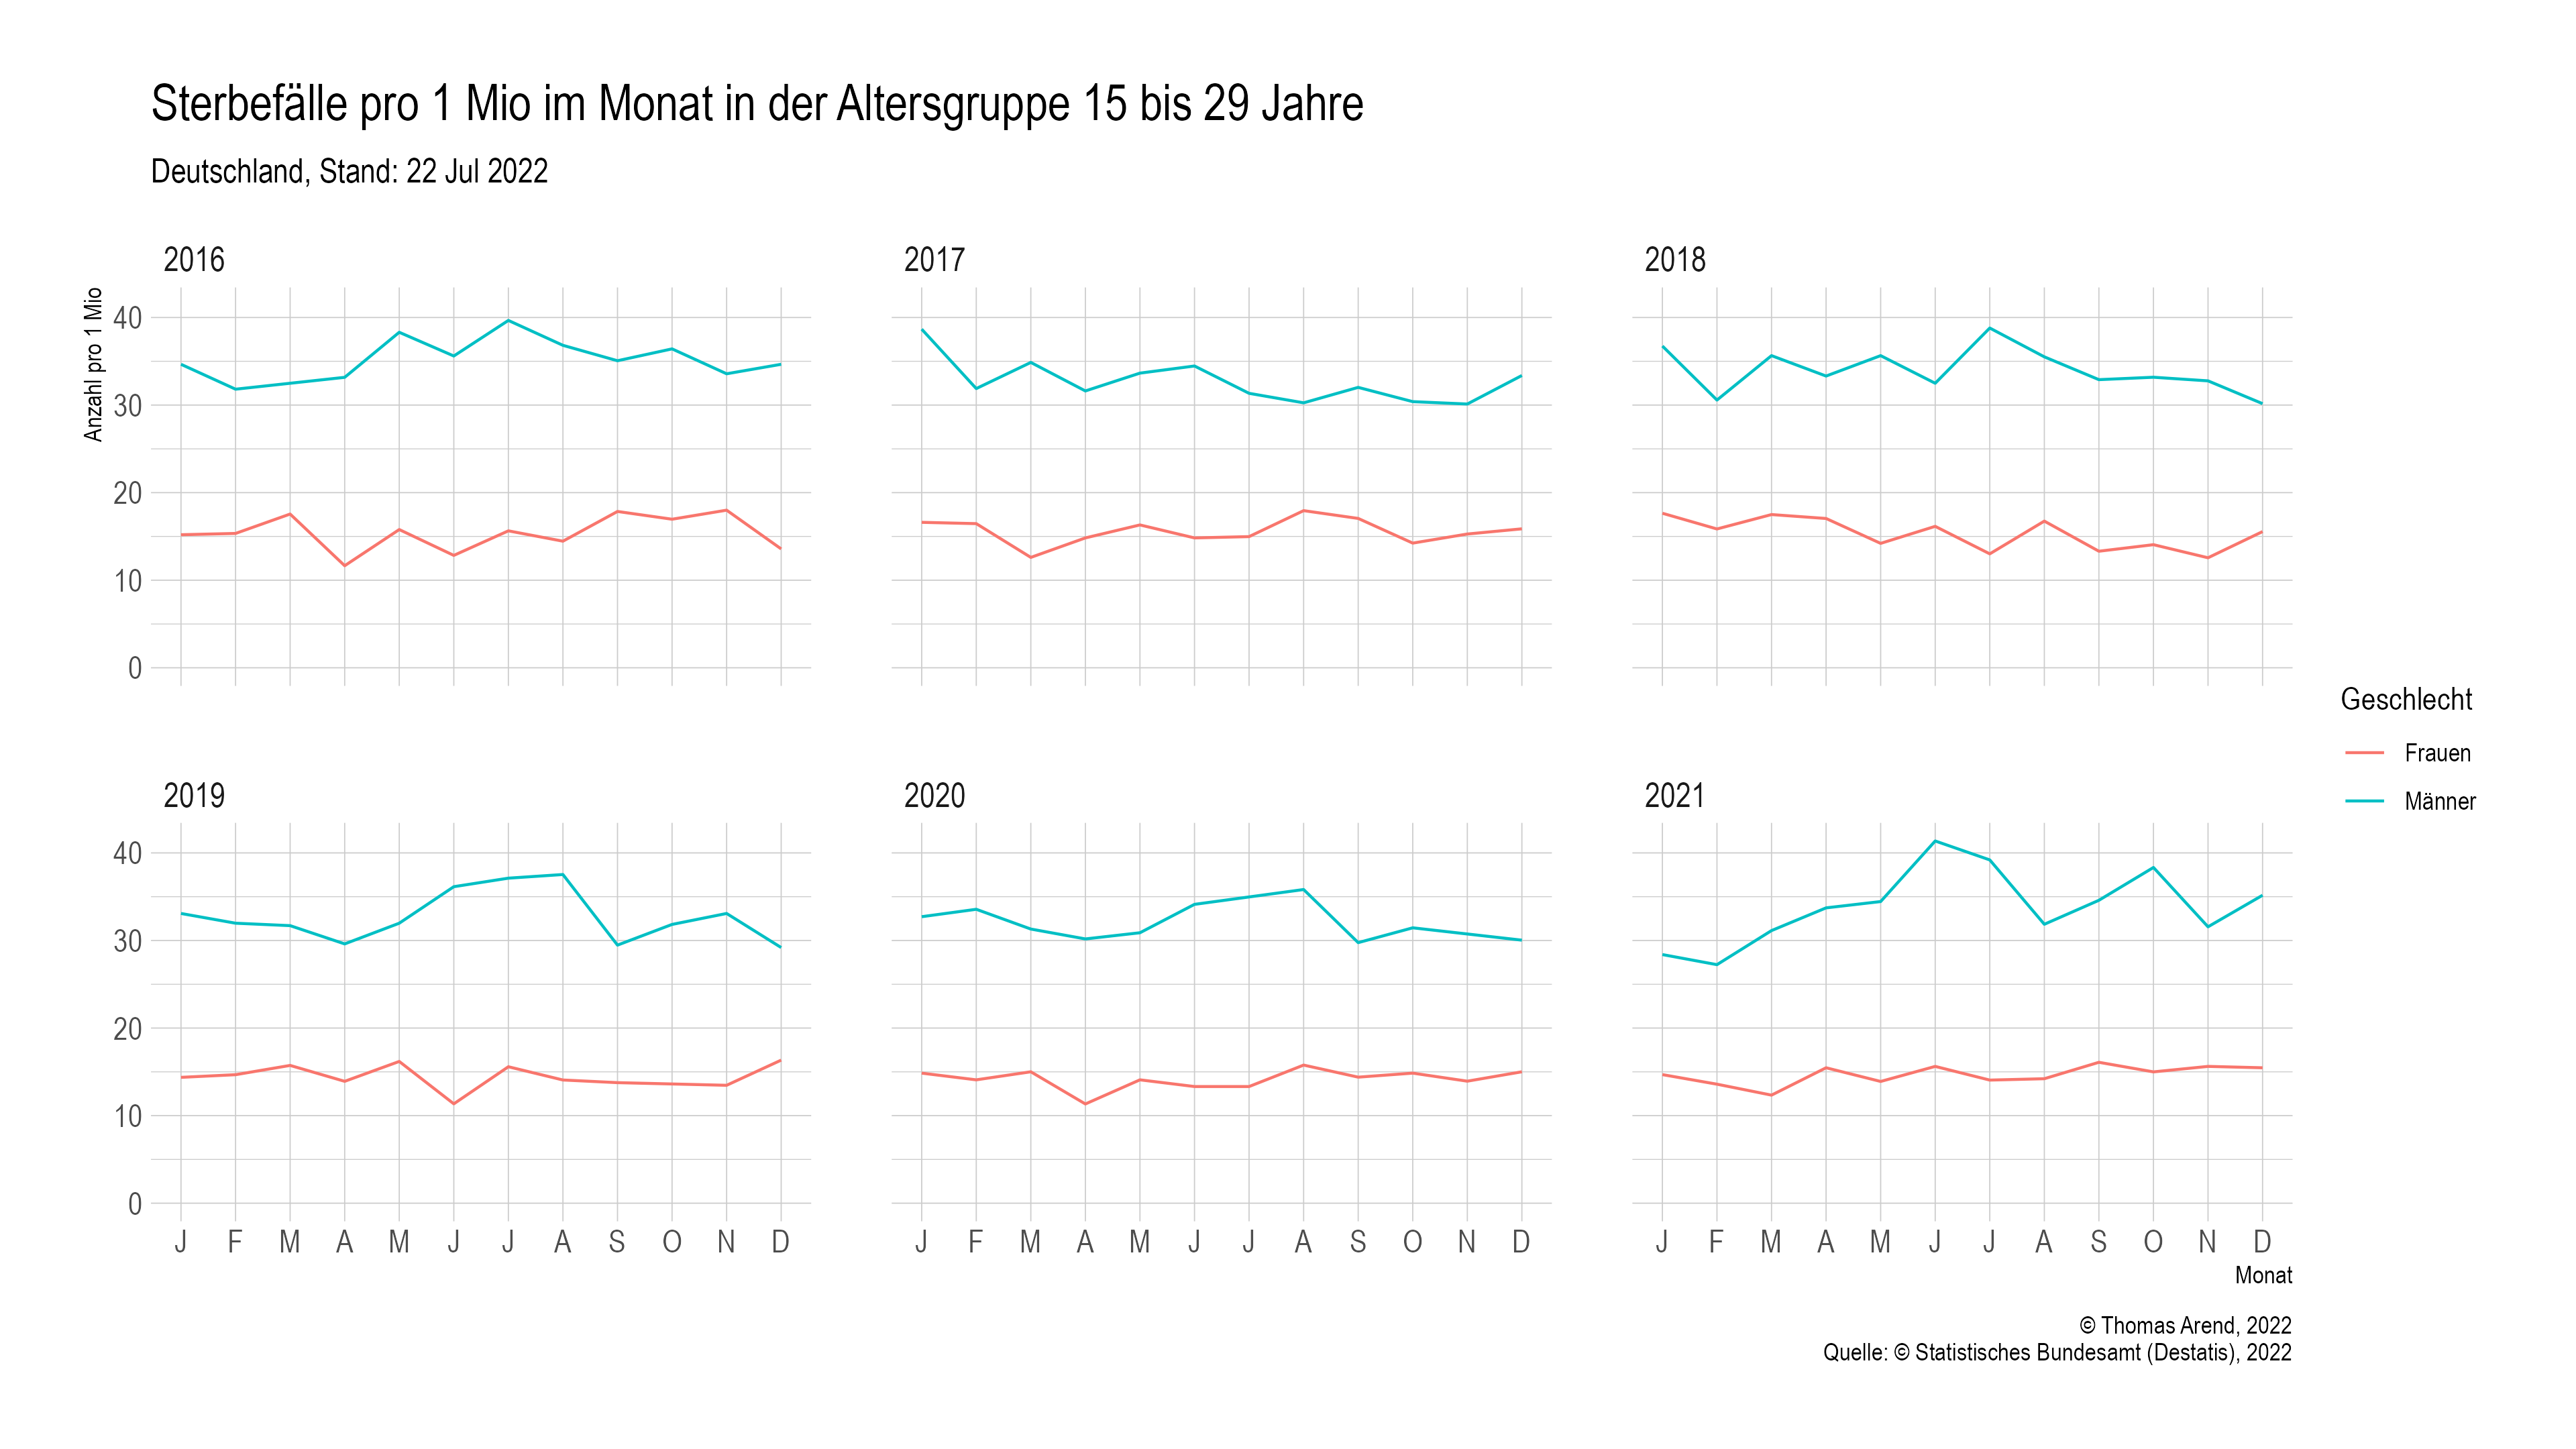 Sterbefälle pro 1 Mio im Monat in der Altersgruppe 15 bis 29 Jahre
Deutschland, Stand: 22 Jul 2022
2016
2017
2018
Anzahl pro 1 Mio
40
30
20
10
0
Geschlecht
Frauen
Männer
2019
2020
2021
40
30
20
10
0
J F M A M J J A S O N D
J F M A M J J A S O N D
J F M A M J J A S O N D
Monat
© Thomas Arend, 2022
Quelle: © Statistisches Bundesamt (Destatis), 2022